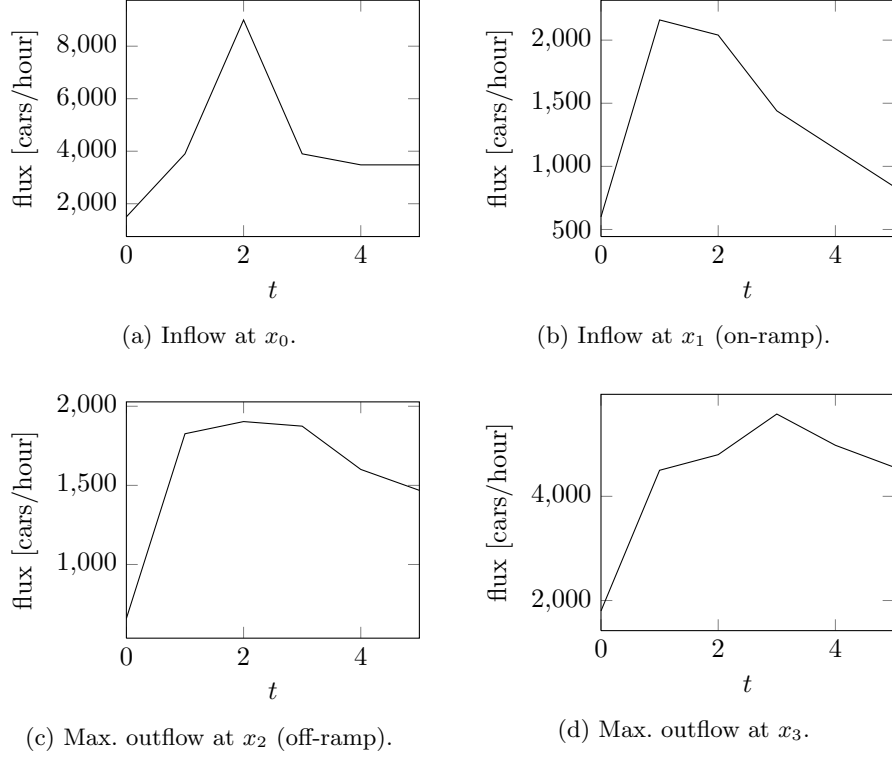 8,000
6,000
4,000
2,000
flux [cars/hour]
0 2 4
t
(a) Inflow at x0.
2,000
1,500
1,000
500
flux [cars/hour]
0 2 4
t
(b) Inflow at x1 (on-ramp).
2,000
1,500
1,000
flux [cars/hour]
0 2 4
t
(c) Max. outflow at x2 (off-ramp).
4,000
2,000
flux [cars/hour]
0 2 4
t
(d) Max. outflow at x3.